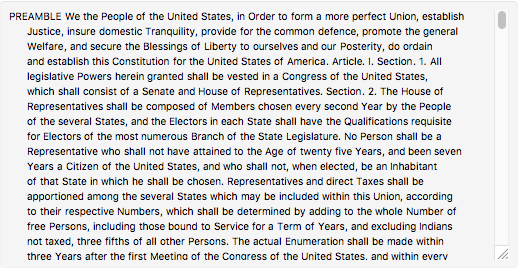 PREAMBLE We the People of the United States, in Order to form a more perfect Union, establish
Justice, insure domestic Tranquility, provide for the common defence, promote the general
Welfare, and secure the Blessings of Liberty to ourselves and our Posterity, do ordain
and establish this Constitution for the United States of America. Article. I. Section. 1. All
legislative Powers herein granted shall be vested in a Congress of the United States,
which shall consist of a Senate and House of Representatives. Section. 2. The House of
Representatives shall be composed of Members chosen every second Year by the People
of the several States, and the Electors in each State shall have the Qualifications requisite
for Electors of the most numerous Branch of the State Legislature. No Person shall be a
Representative who shall not have attained to the Age of twenty five Years, and been seven
Years a Citizen of the United States, and who shall not, when elected, be an Inhabitant
of that State in which he shall be chosen. Representatives and direct Taxes shall be
apportioned among the several States which may be included within this Union, according
to their respective Numbers, which shall be determined by adding to the whole Number of
free Persons, including those bound to Service for a Term of Years, and excluding Indians
not taxed, three fifths of all other Persons. The actual Enumeration shall be made within
three Years after the first Meeting of the Congress of the United States, and within every